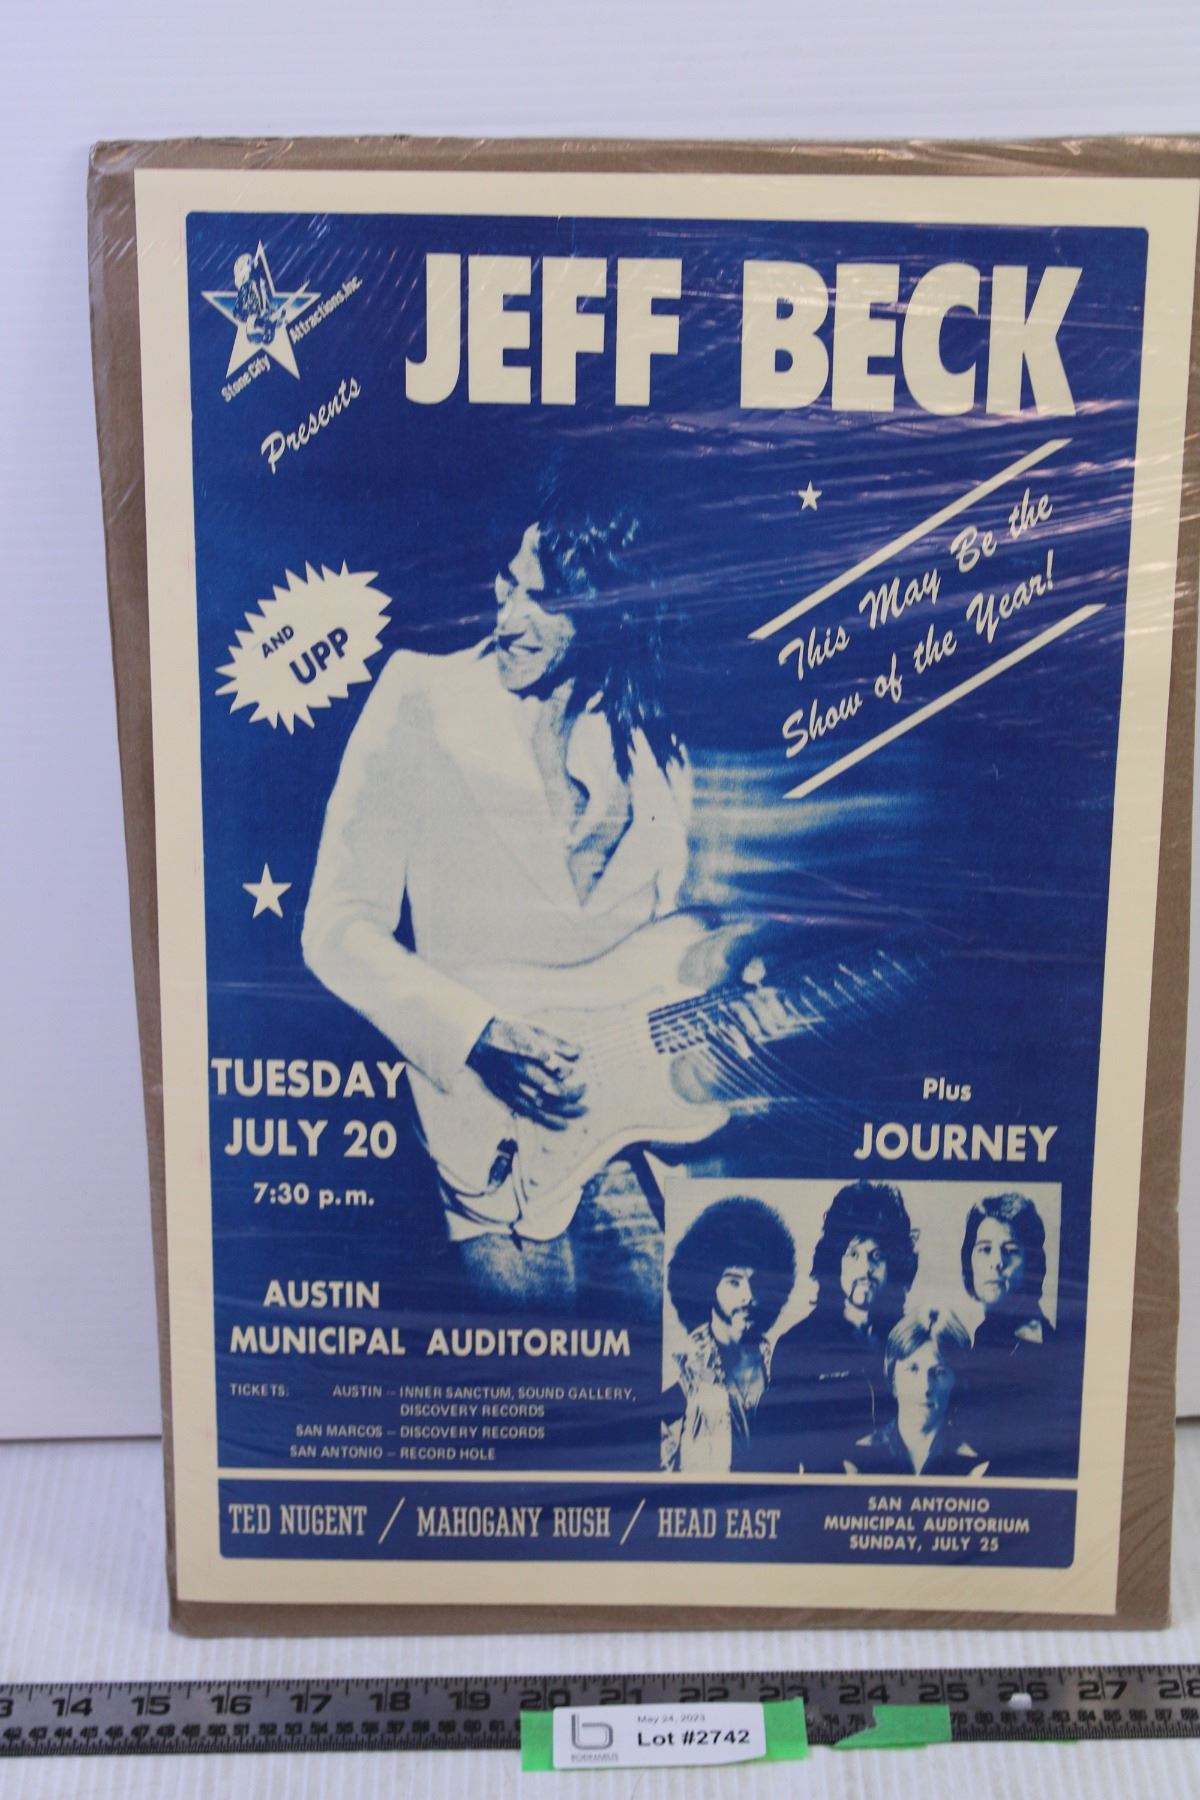 JEFF BECK
Stone City Attractions, Inc.
Presents
This May Be the
Show of the Year!
AND
UPP
TUESDAY
JULY 20
7:30 p.m.
Plus
JOURNEY
AUSTIN
MUNICIPAL AUDITORIUM
TICKETS: AUSTIN – INNER SANCTUM, SOUND GALLERY,
DISCOVERY RECORDS
SAN MARCOS – DISCOVERY RECORDS
SAN ANTONIO – RECORD HOLE
TED NUGENT / MAHOGANY RUSH / HEAD EAST
SAN ANTONIO
MUNICIPAL AUDITORIUM
SUNDAY, JULY 25
3 14 15 16 17 18 19 20 21 22 23 24 25 26 27 28
May 24, 2023
Lot #2742